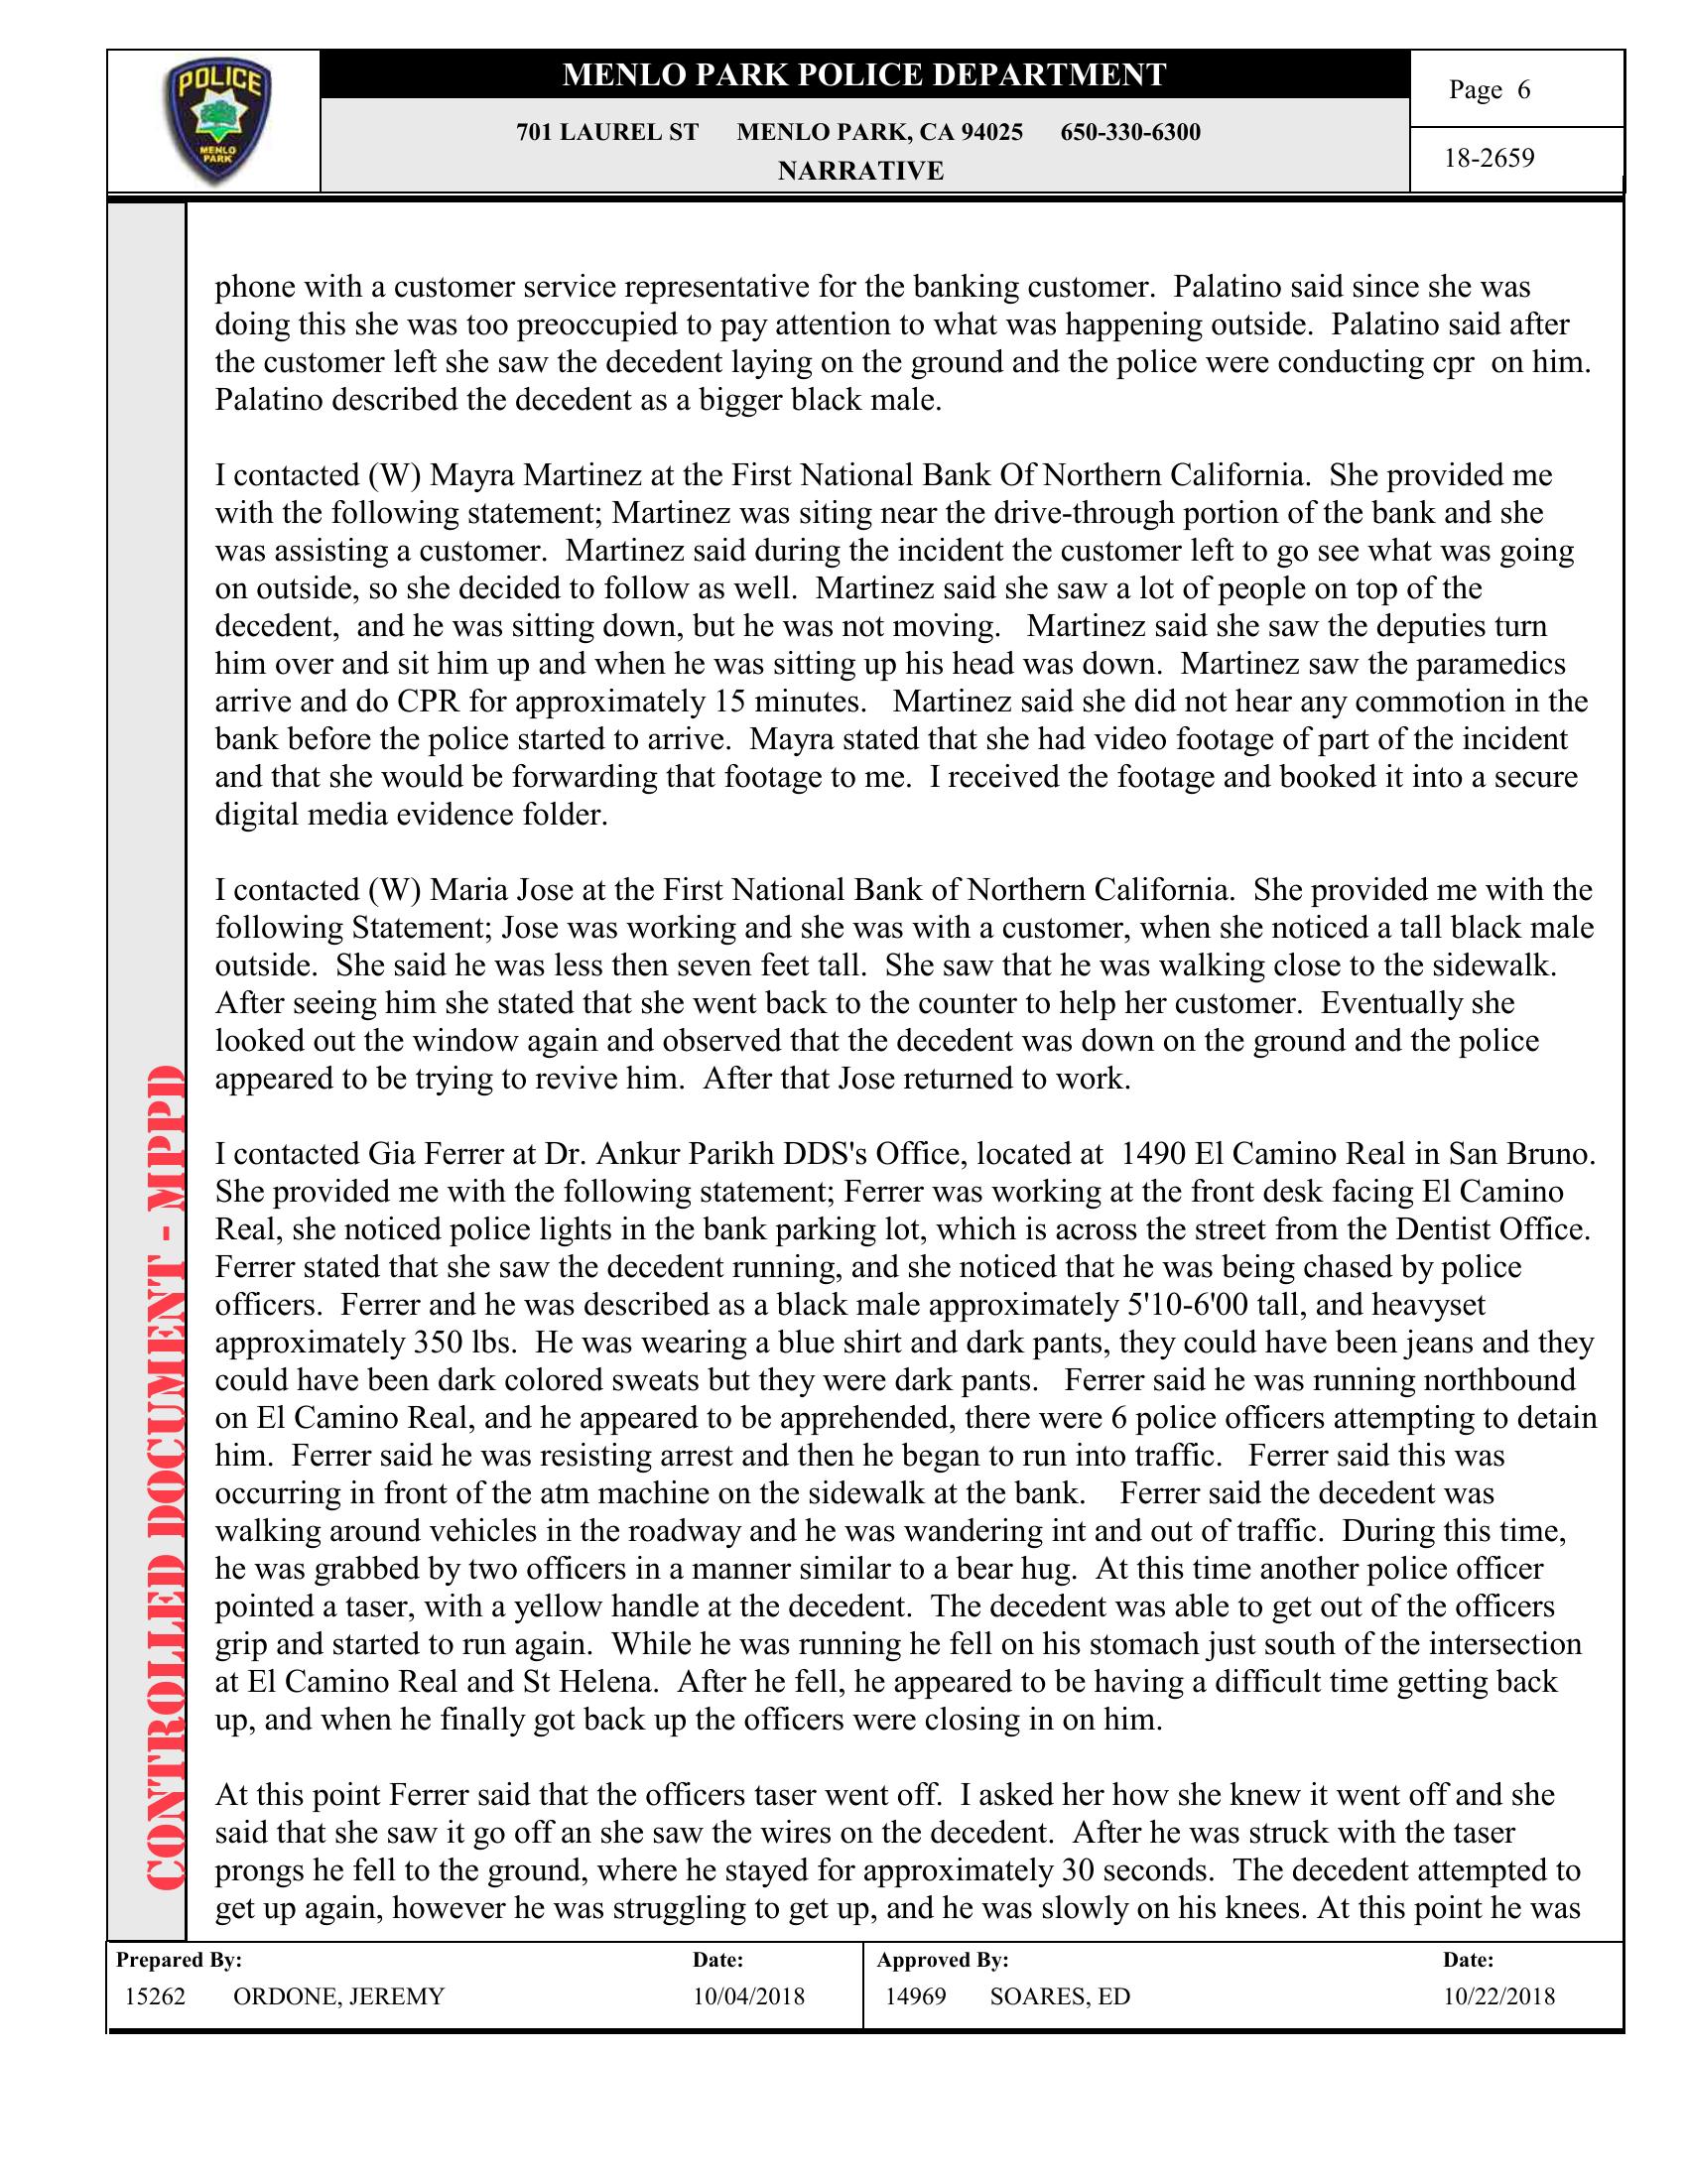 POLICE
MENLO
PARK
MENLO PARK POLICE DEPARTMENT
701 LAUREL ST MENLO PARK, CA 94025 650-330-6300
NARRATIVE
Page 6
18-2659
phone with a customer service representative for the banking customer. Palatino said since she was
doing this she was too preoccupied to pay attention to what was happening outside. Palatino said after
the customer left she saw the decedent laying on the ground and the police were conducting cpr on him.
Palatino described the decedent as a bigger black male.
I contacted (W) Mayra Martinez at the First National Bank Of Northern California. She provided me
with the following statement; Martinez was siting near the drive-through portion of the bank and she
was assisting a customer. Martinez said during the incident the customer left to go see what was going
on outside, so she decided to follow as well. Martinez said she saw a lot of people on top of the
decedent, and he was sitting down, but he was not moving. Martinez said she saw the deputies turn
him over and sit him up and when he was sitting up his head was down. Martinez saw the paramedics
arrive and do CPR for approximately 15 minutes. Martinez said she did not hear any commotion in the
bank before the police started to arrive. Mayra stated that she had video footage of part of the incident
and that she would be forwarding that footage to me. I received the footage and booked it into a secure
digital media evidence folder.
I contacted (W) Maria Jose at the First National Bank of Northern California. She provided me with the
following Statement; Jose was working and she was with a customer, when she noticed a tall black male
outside. She said he was less then seven feet tall. She saw that he was walking close to the sidewalk.
After seeing him she stated that she went back to the counter to help her customer. Eventually she
looked out the window again and observed that the decedent was down on the ground and the police
appeared to be trying to revive him. After that Jose returned to work.
I contacted Gia Ferrer at Dr. Ankur Parikh DDS's Office, located at 1490 El Camino Real in San Bruno.
She provided me with the following statement; Ferrer was working at the front desk facing El Camino
Real, she noticed police lights in the bank parking lot, which is across the street from the Dentist Office.
Ferrer stated that she saw the decedent running, and she noticed that he was being chased by police
officers. Ferrer and he was described as a black male approximately 5'10-6'00 tall, and heavyset
approximately 350 lbs. He was wearing a blue shirt and dark pants, they could have been jeans and they
could have been dark colored sweats but they were dark pants. Ferrer said he was running northbound
on El Camino Real, and he appeared to be apprehended, there were 6 police officers attempting to detain
him. Ferrer said he was resisting arrest and then he began to run into traffic. Ferrer said this was
occurring in front of the atm machine on the sidewalk at the bank. Ferrer said the decedent was
walking around vehicles in the roadway and he was wandering int and out of traffic. During this time,
he was grabbed by two officers in a manner similar to a bear hug. At this time another police officer
pointed a taser, with a yellow handle at the decedent. The decedent was able to get out of the officers
grip and started to run again. While he was running he fell on his stomach just south of the intersection
at El Camino Real and St Helena. After he fell, he appeared to be having a difficult time getting back
up, and when he finally got back up the officers were closing in on him.
At this point Ferrer said that the officers taser went off. I asked her how she knew it went off and she
said that she saw it go off an she saw the wires on the decedent. After he was struck with the taser
prongs he fell to the ground, where he stayed for approximately 30 seconds. The decedent attempted to
get up again, however he was struggling to get up, and he was slowly on his knees. At this point he was
CONTROLLED DOCUMENT - MPPD
Prepared By: Date: Approved By: Date:
15262 ORDONE, JEREMY 10/04/2018 14969 SOARES, ED 10/22/2018